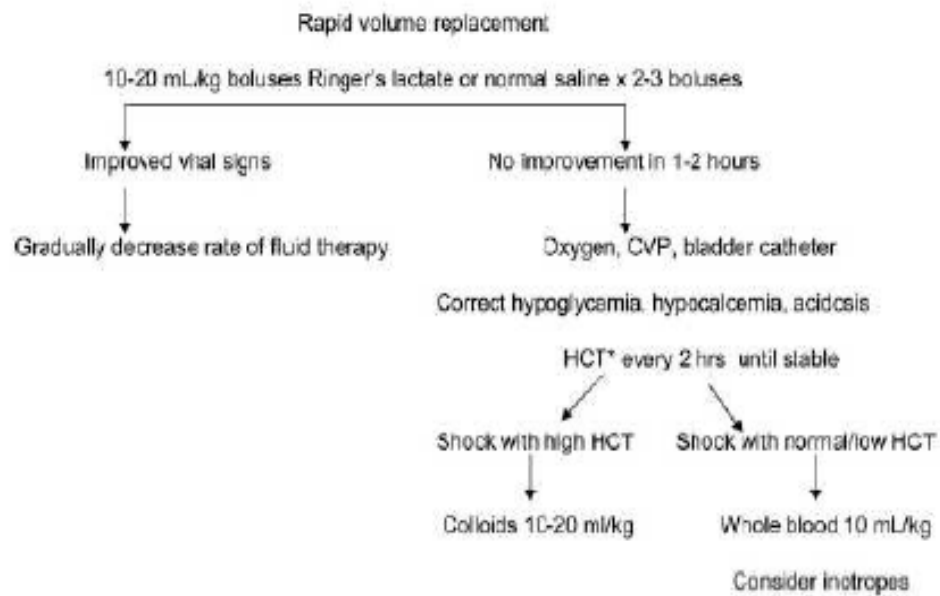 Rapid volume replacement
10-20 mL/kg boluses Ringer's lactate or normal saline x 2-3 boluses
Improved vital signs
No improvement in 1-2 hours
Gradually decrease rate of fluid therapy
Oxygen, CVP, bladder catheter
Correct hypoglycamia, hypocalcemia, acidosis
HCT* every 2 hrs until stable
Shock with high HCT
Shock with normal/low HCT
Colloids 10-20 ml/kg
Whole blood 10 mL/kg
Consider inotropes